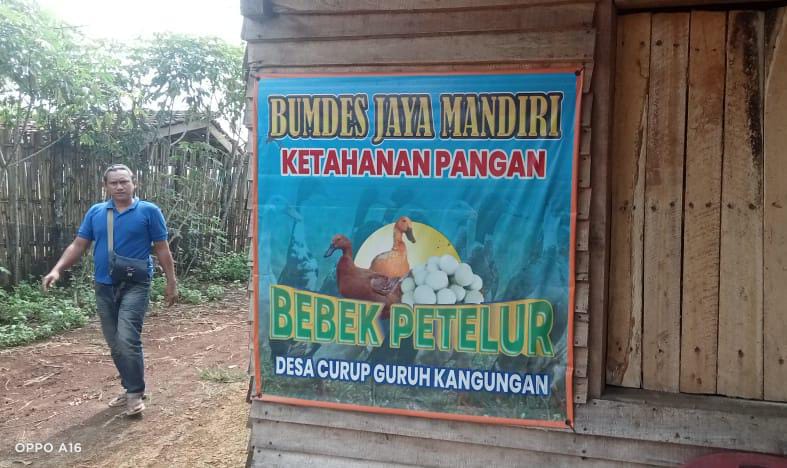 BUMDES JAYA MANDIRI
KETAHANAN PANGAN
BEBEK PETELUR
DESA CURUP GURUH KANGUNGAN
OPPO A16